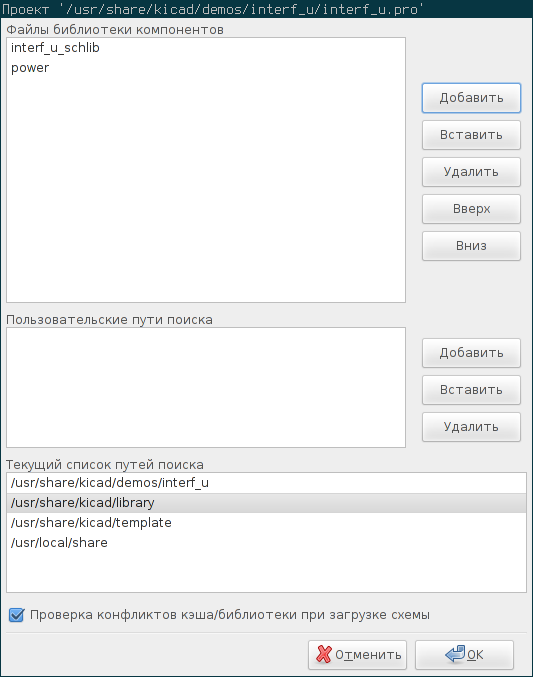 Проект '/usr/share/kicad/demos/interf_u/interf_u.pro'
Файлы библиотеки компонентов
interf_u_schlib
power
Добавить
Вставить
Удалить
Вверх
Вниз
Пользовательские пути поиска
Добавить
Вставить
Удалить
Текущий список путей поиска
/usr/share/kicad/demos/interf_u
/usr/share/kicad/library
/usr/share/kicad/template
/usr/local/share
Проверка конфликтов кэша/библиотеки при загрузке схемы
Отменить
OK